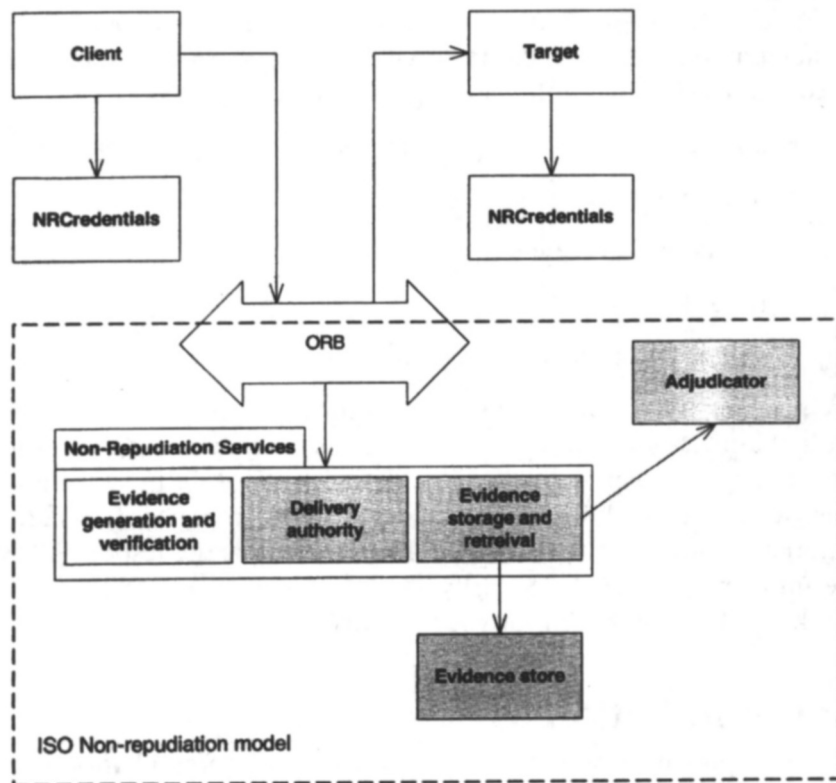 Client
Target
NRCredentials
NRCredentials
ORB
Adjudicator
Non-Repudiation Services
Evidence
generation and
verification
Delivery
authority
Evidence
storage and
retreival
Evidence store
ISO Non-repudiation model